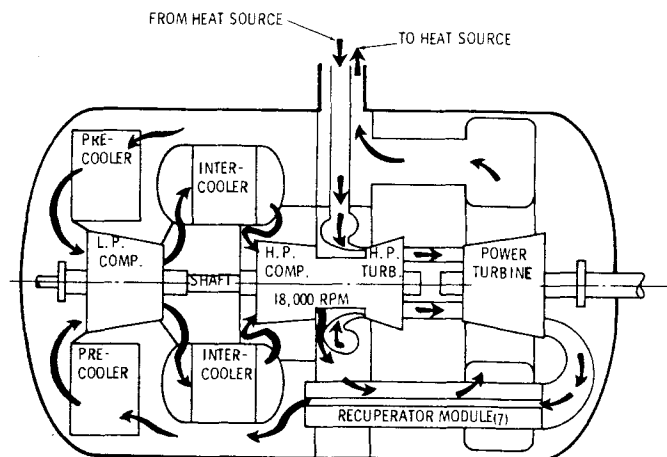 FROM HEAT SOURCE
TO HEAT SOURCE
PRE-
COOLER
INTER-
COOLER
L.P.
COMP.
SHAFT
H.P.
COMP.
H.P.
TURB.
18,000 RPM
POWER
TURBINE
PRE-
COOLER
INTER-
COOLER
RECUPERATOR MODULE(7)